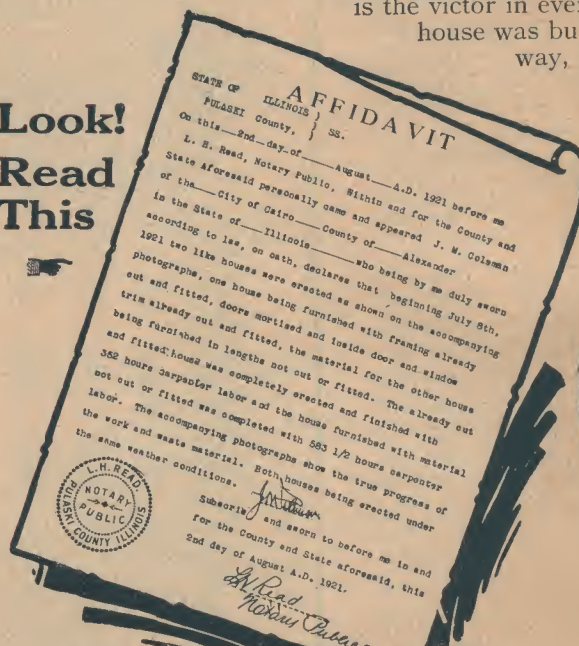 is the victor in eve
house was bu
way,
Look!
Read
This
AFFIDAVIT
STATE OF ILLINOIS }
PULASKI County, } SS.
On this 2nd day of August A.D. 1921 before me
L. H. Read, Notary Public, Within and for the County and
State Aforesaid personally came and appeared J. M. Colsman
of the City of Cairo County of Alexander
in the State of Illinois who being by me duly sworn
according to law, on oath, declares that beginning July 8th,
1921 two like houses were erected as shown on the accompanying
photographs, one house being furnished with framing already
cut and fitted, doors mortised and inside door and window
trim already cut and fitted, the material for the other house
being furnished in lengths not cut or fitted. The already cut
and fitted house was completely erected and finished with
352 hours carpenter labor and the house furnished with material
not cut or fitted was completed with 583 1/2 hours carpenter
labor. The accompanying photographs show the true progress of
the work and waste material. Both houses being erected under
the same weather conditions.
Subscrib and sworn to before me in and
for the County and State aforesaid, this
2nd day of August A.D. 1921.
L H Read
Notary Public
L. H. READ.
NOTARY
PUBLIC
PULASKI COUNTY ILLINOIS